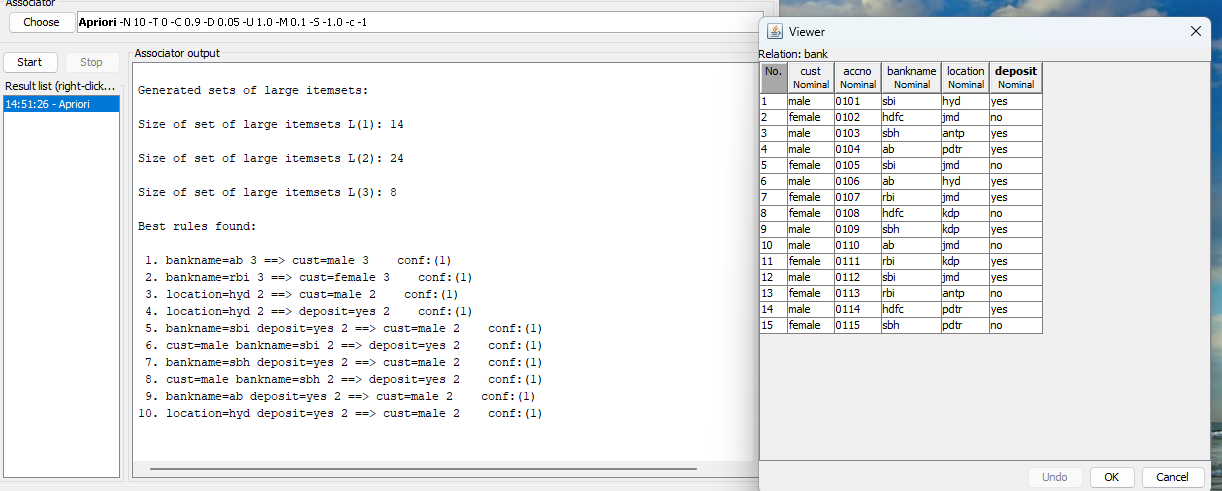 Associator
Choose Apriori -N 10 -T 0 -C 0.9 -D 0.05 -U 1.0 -M 0.1 -S -1.0 -c -1
Start Stop
Result list (right-click...
14:51:26 - Apriori
Associator output
Generated sets of large itemsets:
Size of set of large itemsets L(1): 14
Size of set of large itemsets L(2): 24
Size of set of large itemsets L(3): 8
Best rules found:
1. bankname=ab 3 ==> cust=male 3 conf:(1)
2. bankname=rbi 3 ==> cust=female 3 conf:(1)
3. location=hyd 2 ==> cust=male 2 conf:(1)
4. location=hyd 2 ==> deposit=yes 2 conf:(1)
5. bankname=sbi deposit=yes 2 ==> cust=male 2 conf:(1)
6. cust=male bankname=sbi 2 ==> deposit=yes 2 conf:(1)
7. bankname=sbh deposit=yes 2 ==> cust=male 2 conf:(1)
8. cust=male bankname=sbh 2 ==> deposit=yes 2 conf:(1)
9. bankname=ab deposit=yes 2 ==> cust=male 2 conf:(1)
10. location=hyd deposit=yes 2 ==> cust=male 2 conf:(1)
Viewer
Relation: bank
No. cust accno bankname location deposit
Nominal Nominal Nominal Nominal Nominal
1 male 0101 sbi hyd yes
2 female 0102 hdfc jmd no
3 male 0103 sbh antp yes
4 male 0104 ab pdtr yes
5 female 0105 sbi jmd no
6 male 0106 ab hyd yes
7 female 0107 rbi jmd yes
8 female 0108 hdfc kdp no
9 male 0109 sbh kdp yes
10 male 0110 ab jmd no
11 female 0111 rbi kdp yes
12 male 0112 sbi jmd yes
13 female 0113 rbi antp no
14 male 0114 hdfc pdtr yes
15 female 0115 sbh pdtr no
Undo OK Cancel